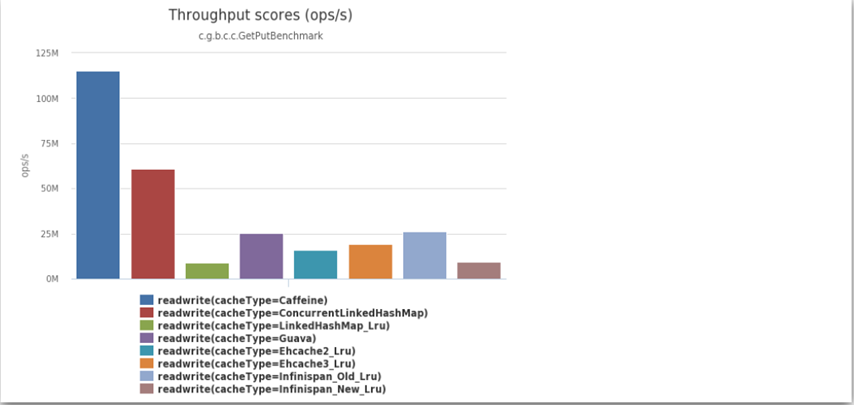 Throughput scores (ops/s)
c.g.b.c.c.GetPutBenchmark
125M
100M
75M
50M
25M
0M
ops/s
readwrite(cacheType=Caffeine)
readwrite(cacheType=ConcurrentLinkedHashMap)
readwrite(cacheType=LinkedHashMap_Lru)
readwrite(cacheType=Guava)
readwrite(cacheType=Ehcache2_Lru)
readwrite(cacheType=Ehcache3_Lru)
readwrite(cacheType=Infinispan_Old_Lru)
readwrite(cacheType=Infinispan_New_Lru)